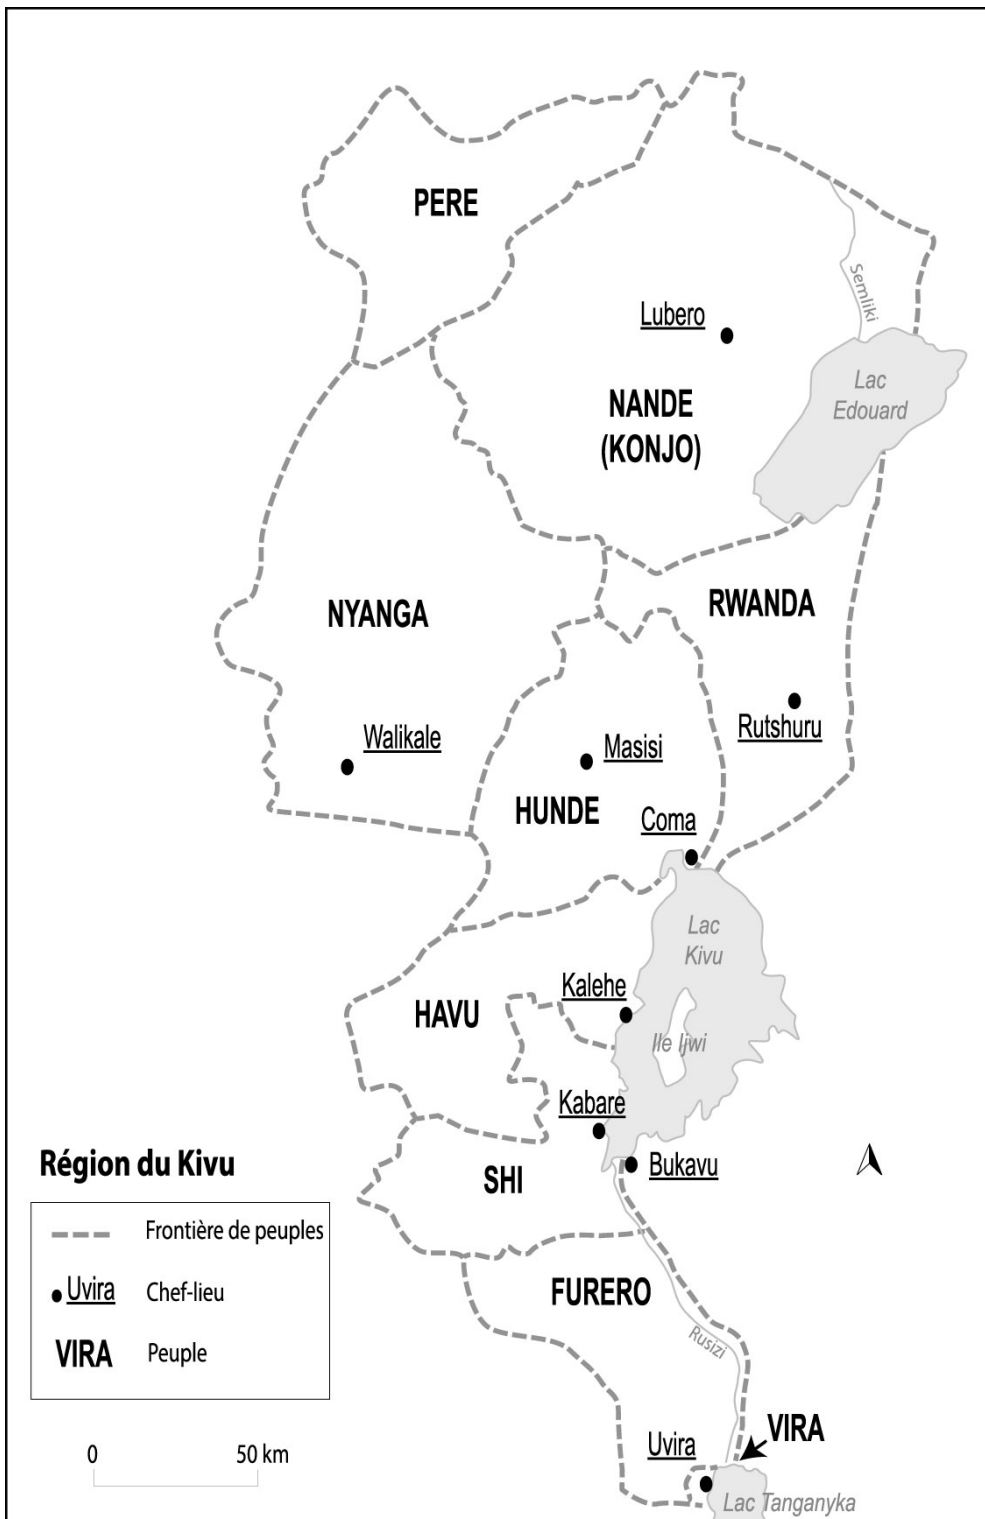 PERE
Semliki
Lubero
Lac
Edouard
NANDE
(KONJO)
RWANDA
NYANGA
Rutshuru
Walikale
Masisi
HUNDE
Coma
Lac
Kivu
Kalehe
HAVU
Ile Ijwi
Kabare
Bukavu
SHI
Région du Kivu
Frontière de peuples
Uvira
Chef-lieu
VIRA
Peuple
FURERO
Rusizi
VIRA
Uvira
0
50 km
Lac Tanganyka